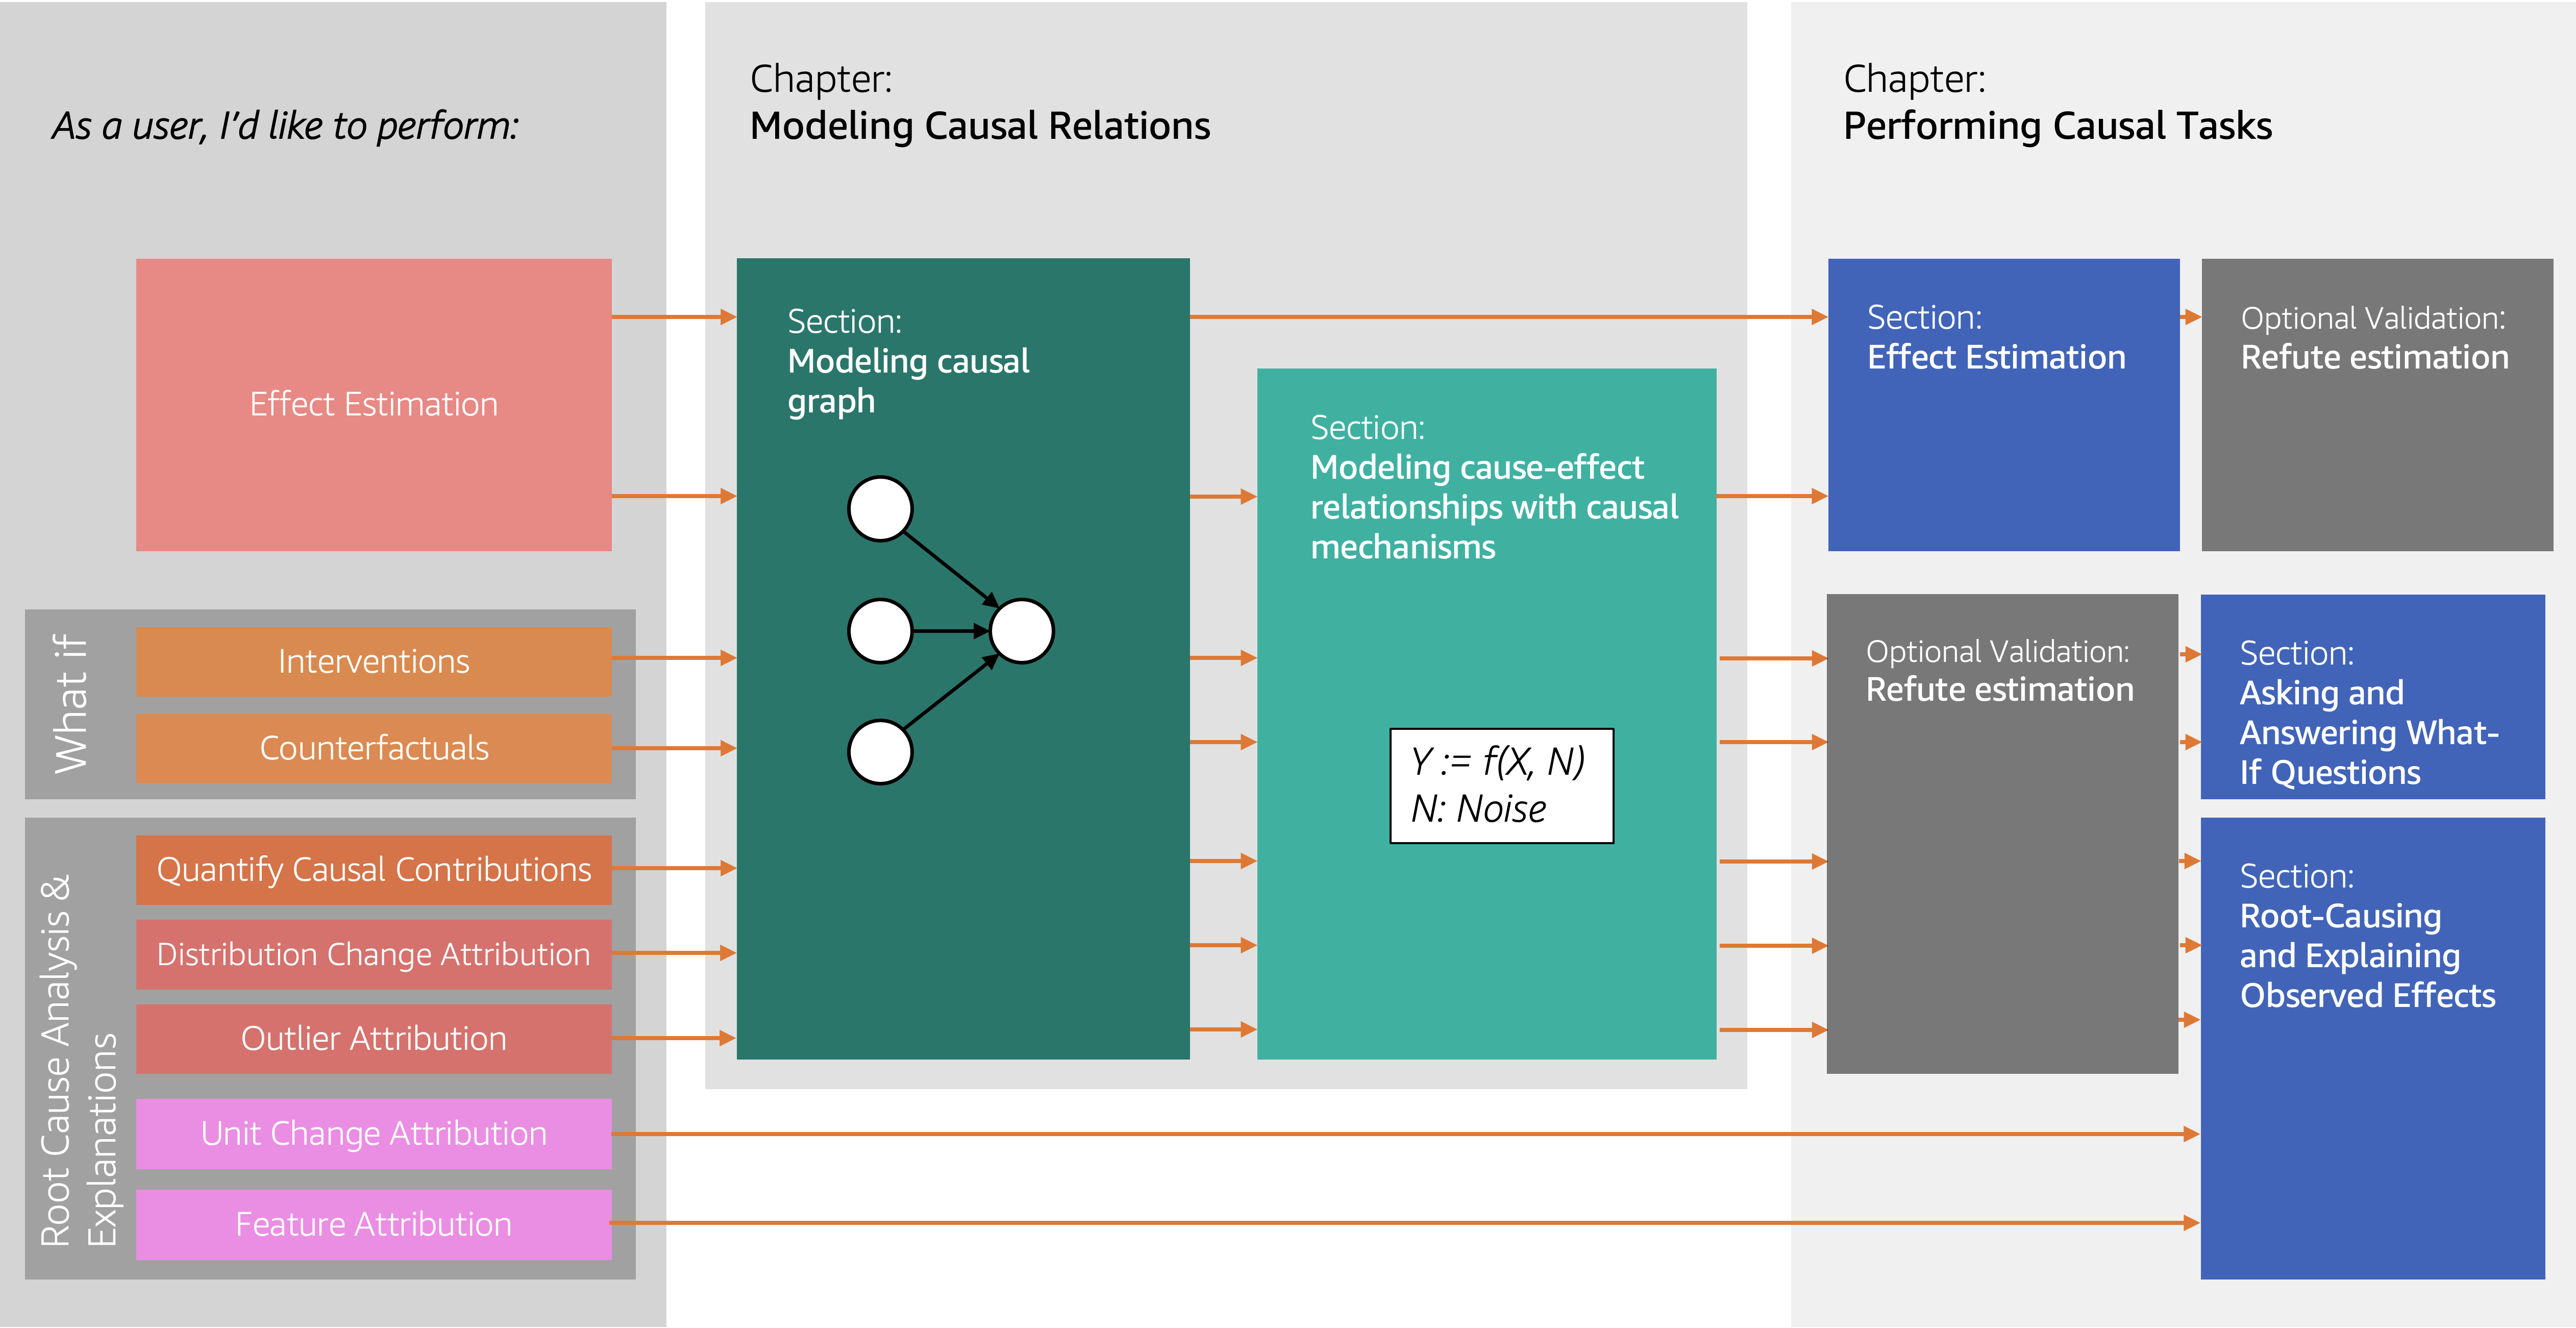 As a user, I'd like to perform:
Effect Estimation
What if
Interventions
Counterfactuals
Root Cause Analysis &
Explanations
Quantify Causal Contributions
Distribution Change Attribution
Outlier Attribution
Unit Change Attribution
Feature Attribution
Chapter:
Modeling Causal Relations
Section:
Modeling causal
graph
Section:
Modeling cause-effect
relationships with causal
mechanisms
Y := f(X, N)
N: Noise
Chapter:
Performing Causal Tasks
Section:
Effect Estimation
Optional Validation:
Refute estimation
Optional Validation:
Refute estimation
Section:
Asking and
Answering What-
If Questions
Section:
Root-Causing
and Explaining
Observed Effects